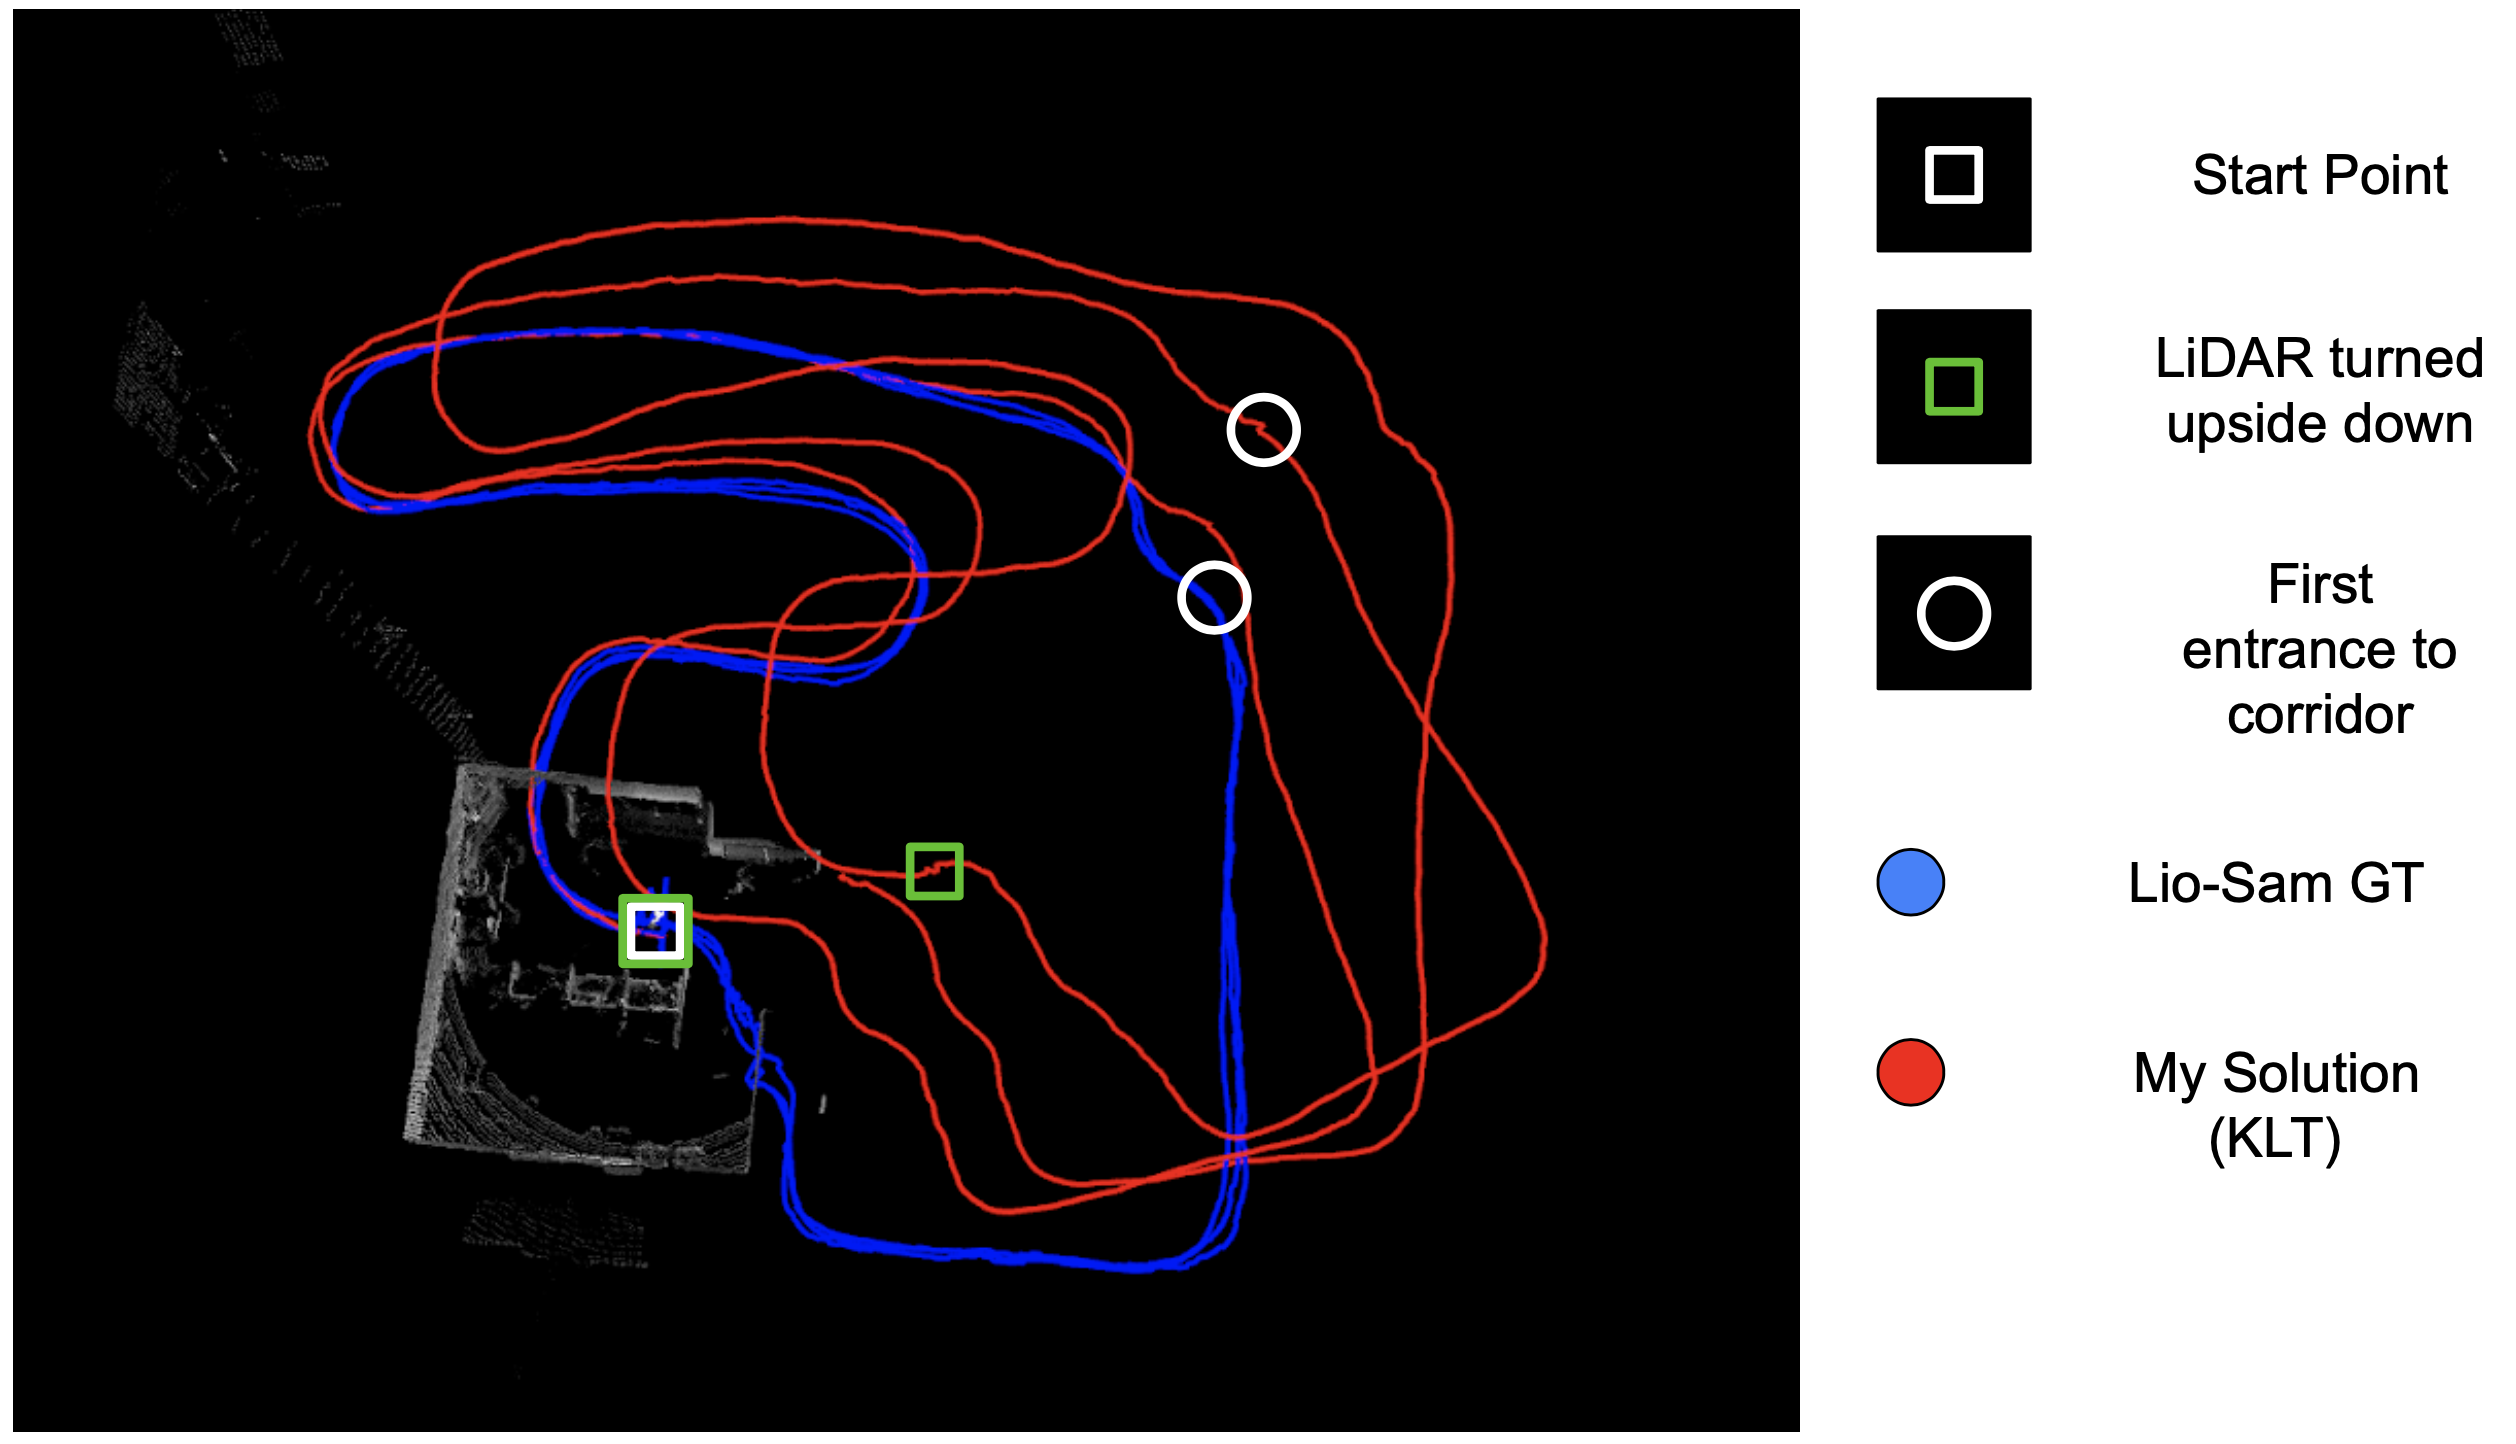 Start Point
LiDAR turned
upside down
First
entrance to
corridor
Lio-Sam GT
My Solution
(KLT)